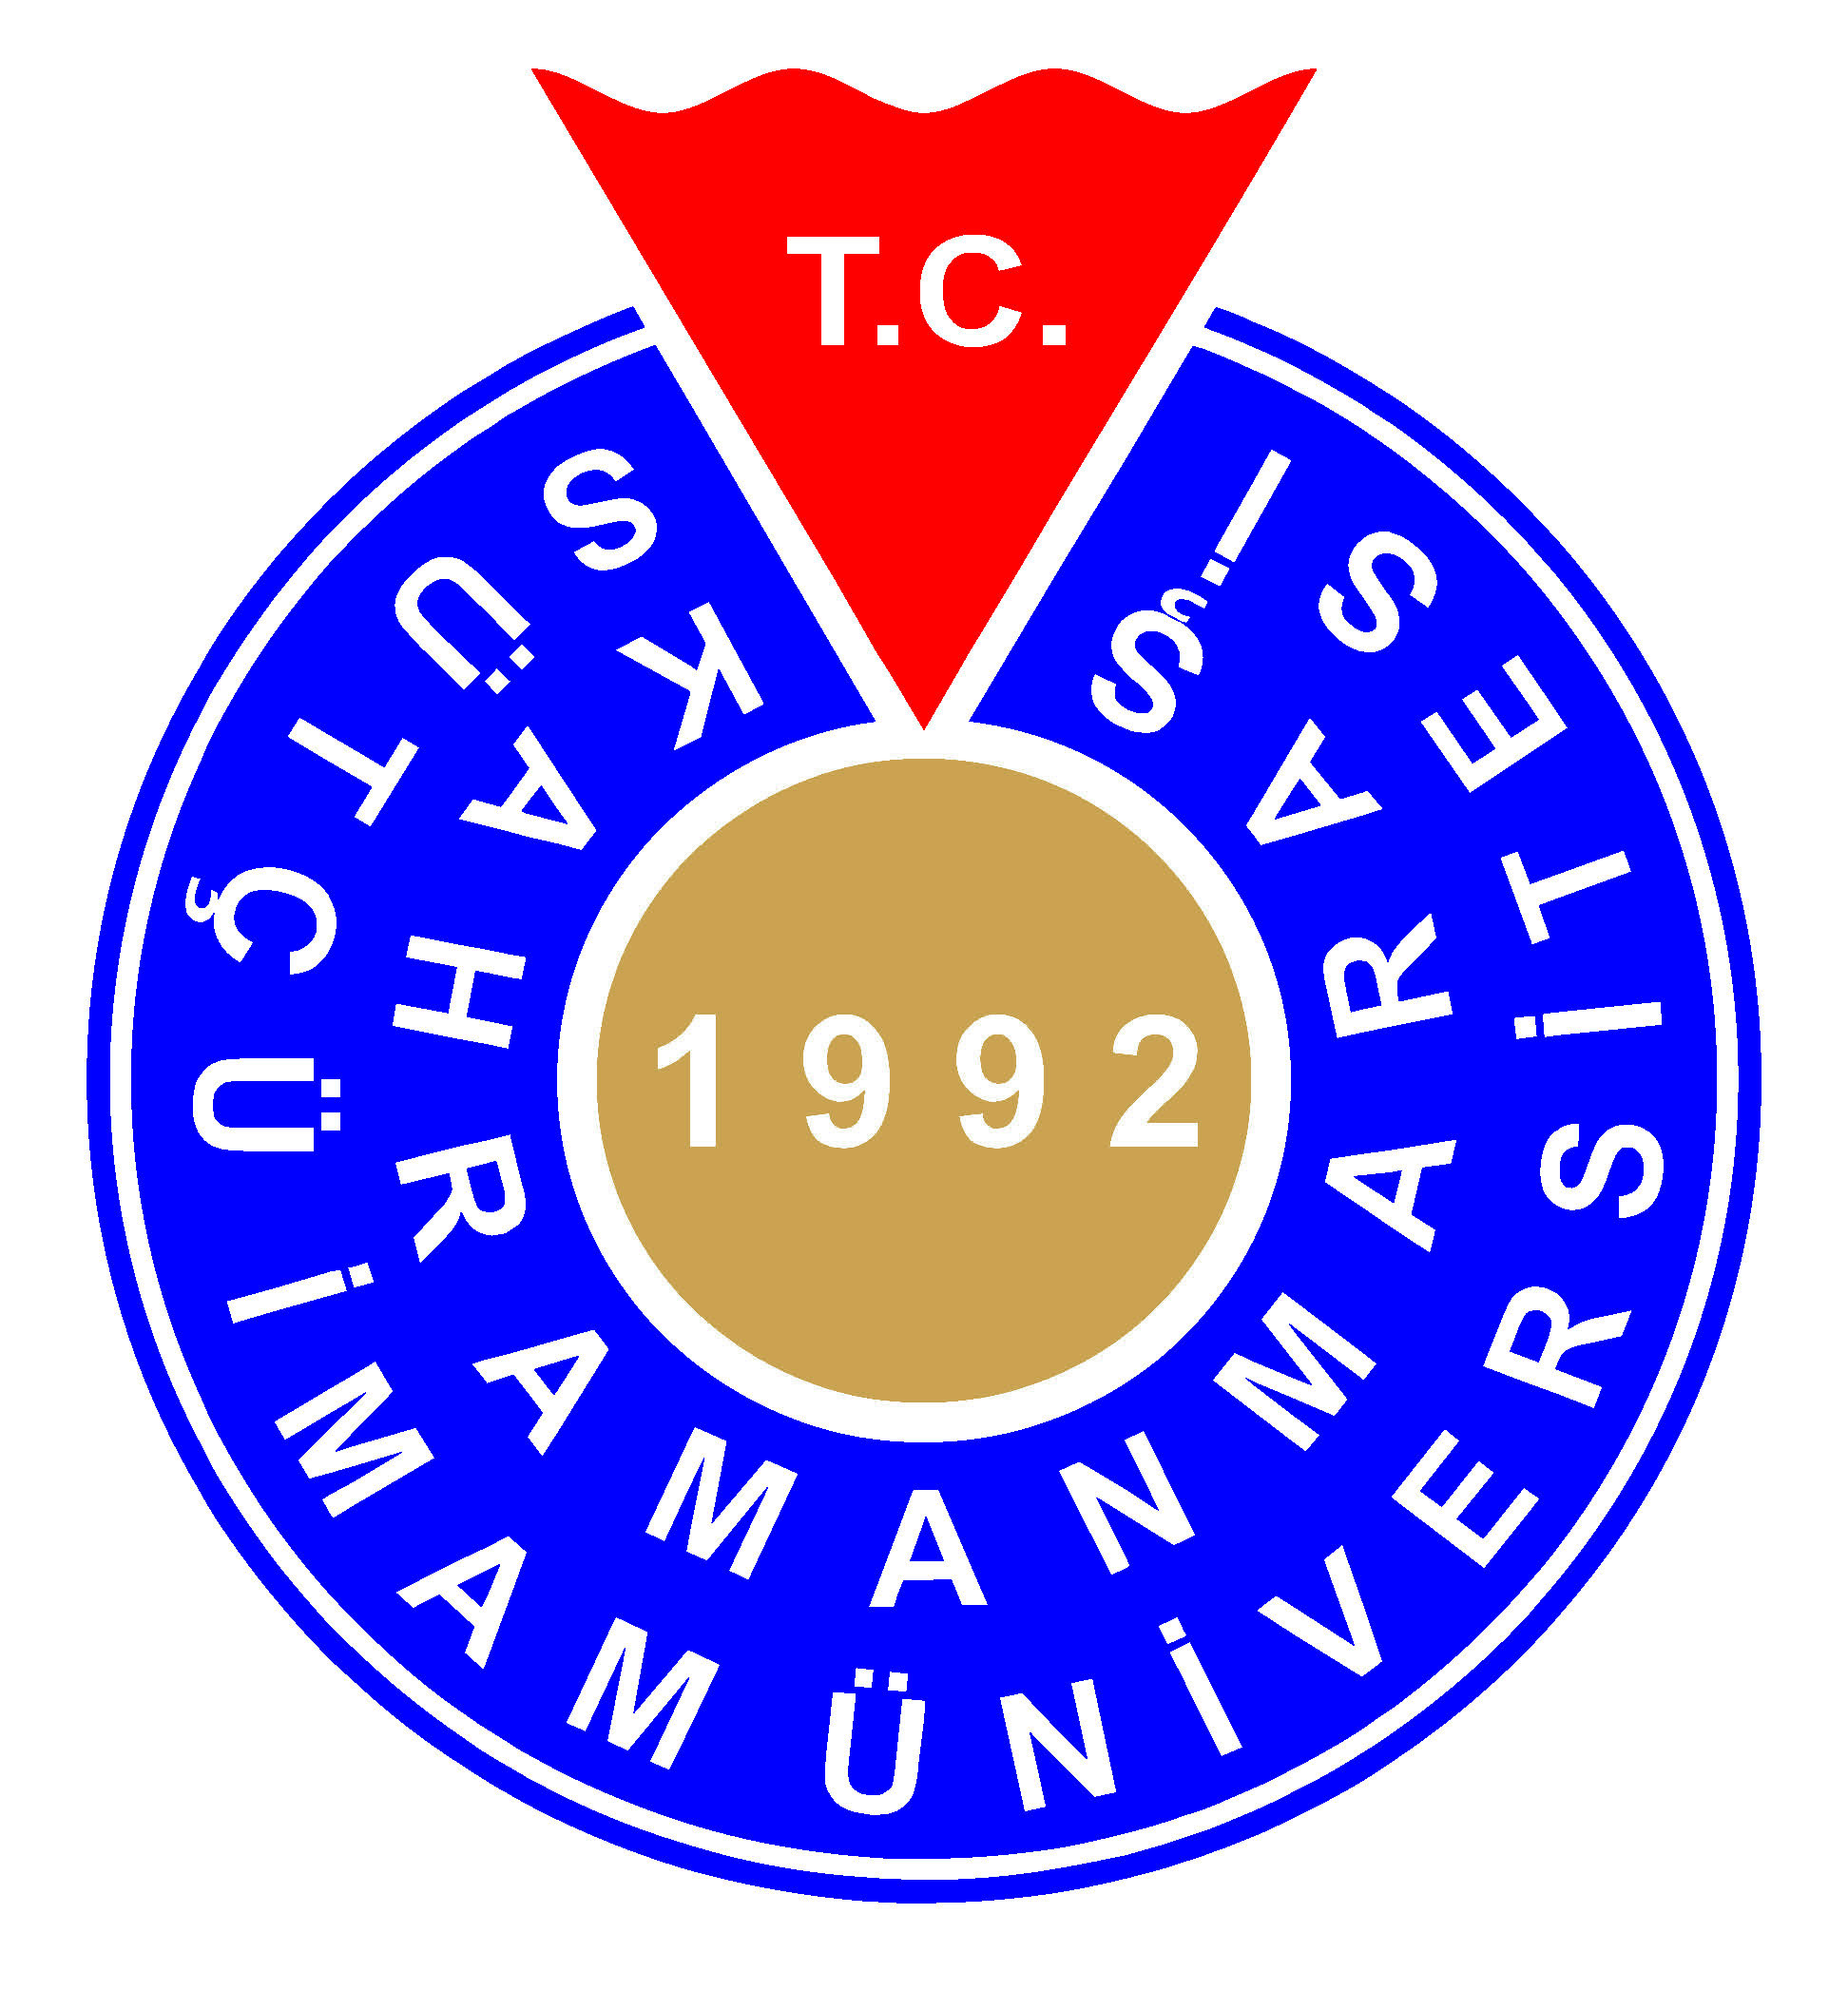 T.C.
KAHRAMANMARAŞ
SÜTÇÜ İMAM ÜNİVERSİTESİ
1992